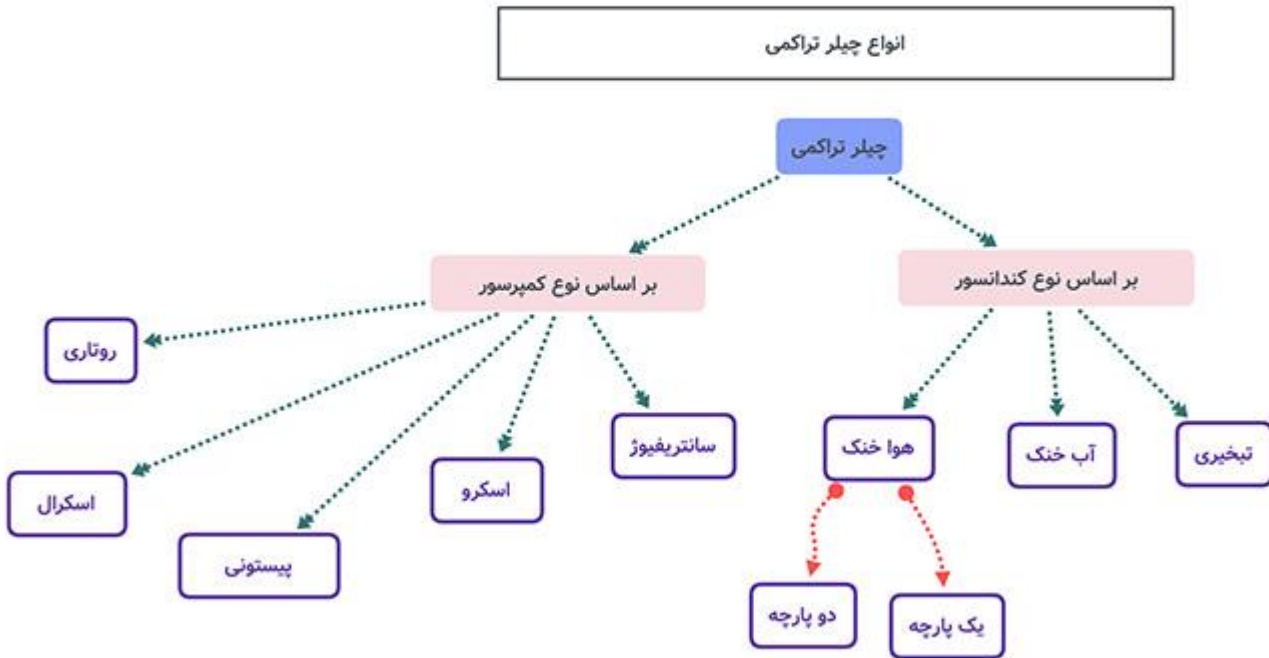 انواع چیلر تراکمی
چیلر تراکمی
بر اساس نوع کندانسور
بر اساس نوع کمپرسور
تبخیری
آب خنک
هوا خنک
یک پارچه
دو پارچه
سانتریفیوژ
اسکرو
پیستونی
اسکرال
روتاری